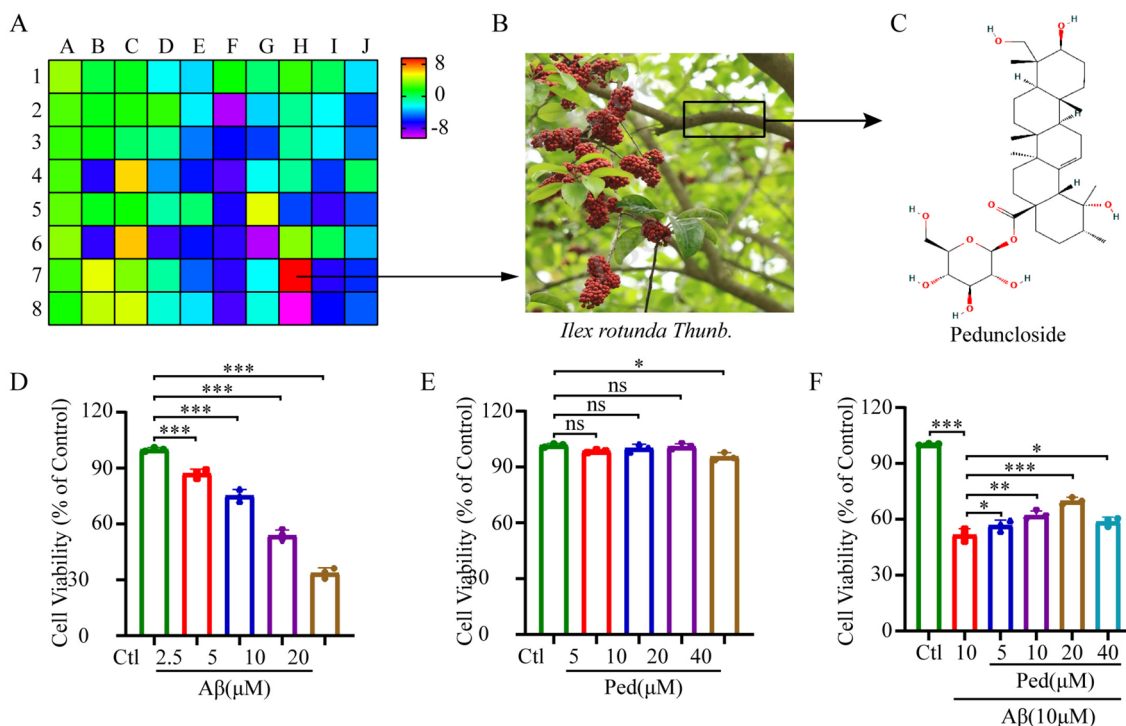 A
A B C D E F G H I J
1
2
3
4
5
6
7
8
8
0
-8
B
Ilex rotunda Thunb.
C
H
O
H
O
H
H
H
H
O
O
O
H
O
H
O
O
H
O
H
O
H
Peduncloside
D
Cell Viability (% of Control)
120
90
60
30
0
***
***
***
***
Ctl 2.5 5 10 20
Aβ(μM)
E
Cell Viability (% of Control)
120
90
60
30
0
*
ns
ns
ns
Ctl 5 10 20 40
Ped(μM)
F
Cell Viability (% of Control)
120
90
60
30
0
***
*
***
**
*
Ctl 10 5 10 20 40
Ped(μM)
Aβ(10μM)